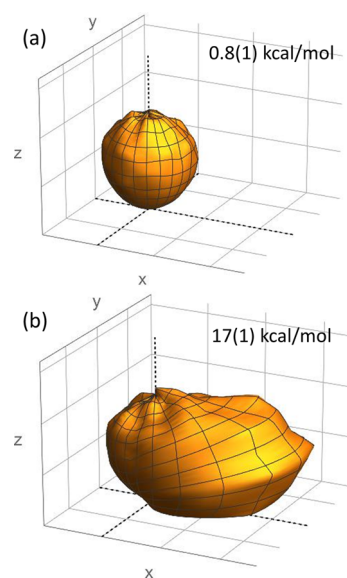 (a)
y
0.8(1) kcal/mol
z
x
(b)
y
17(1) kcal/mol
z
x